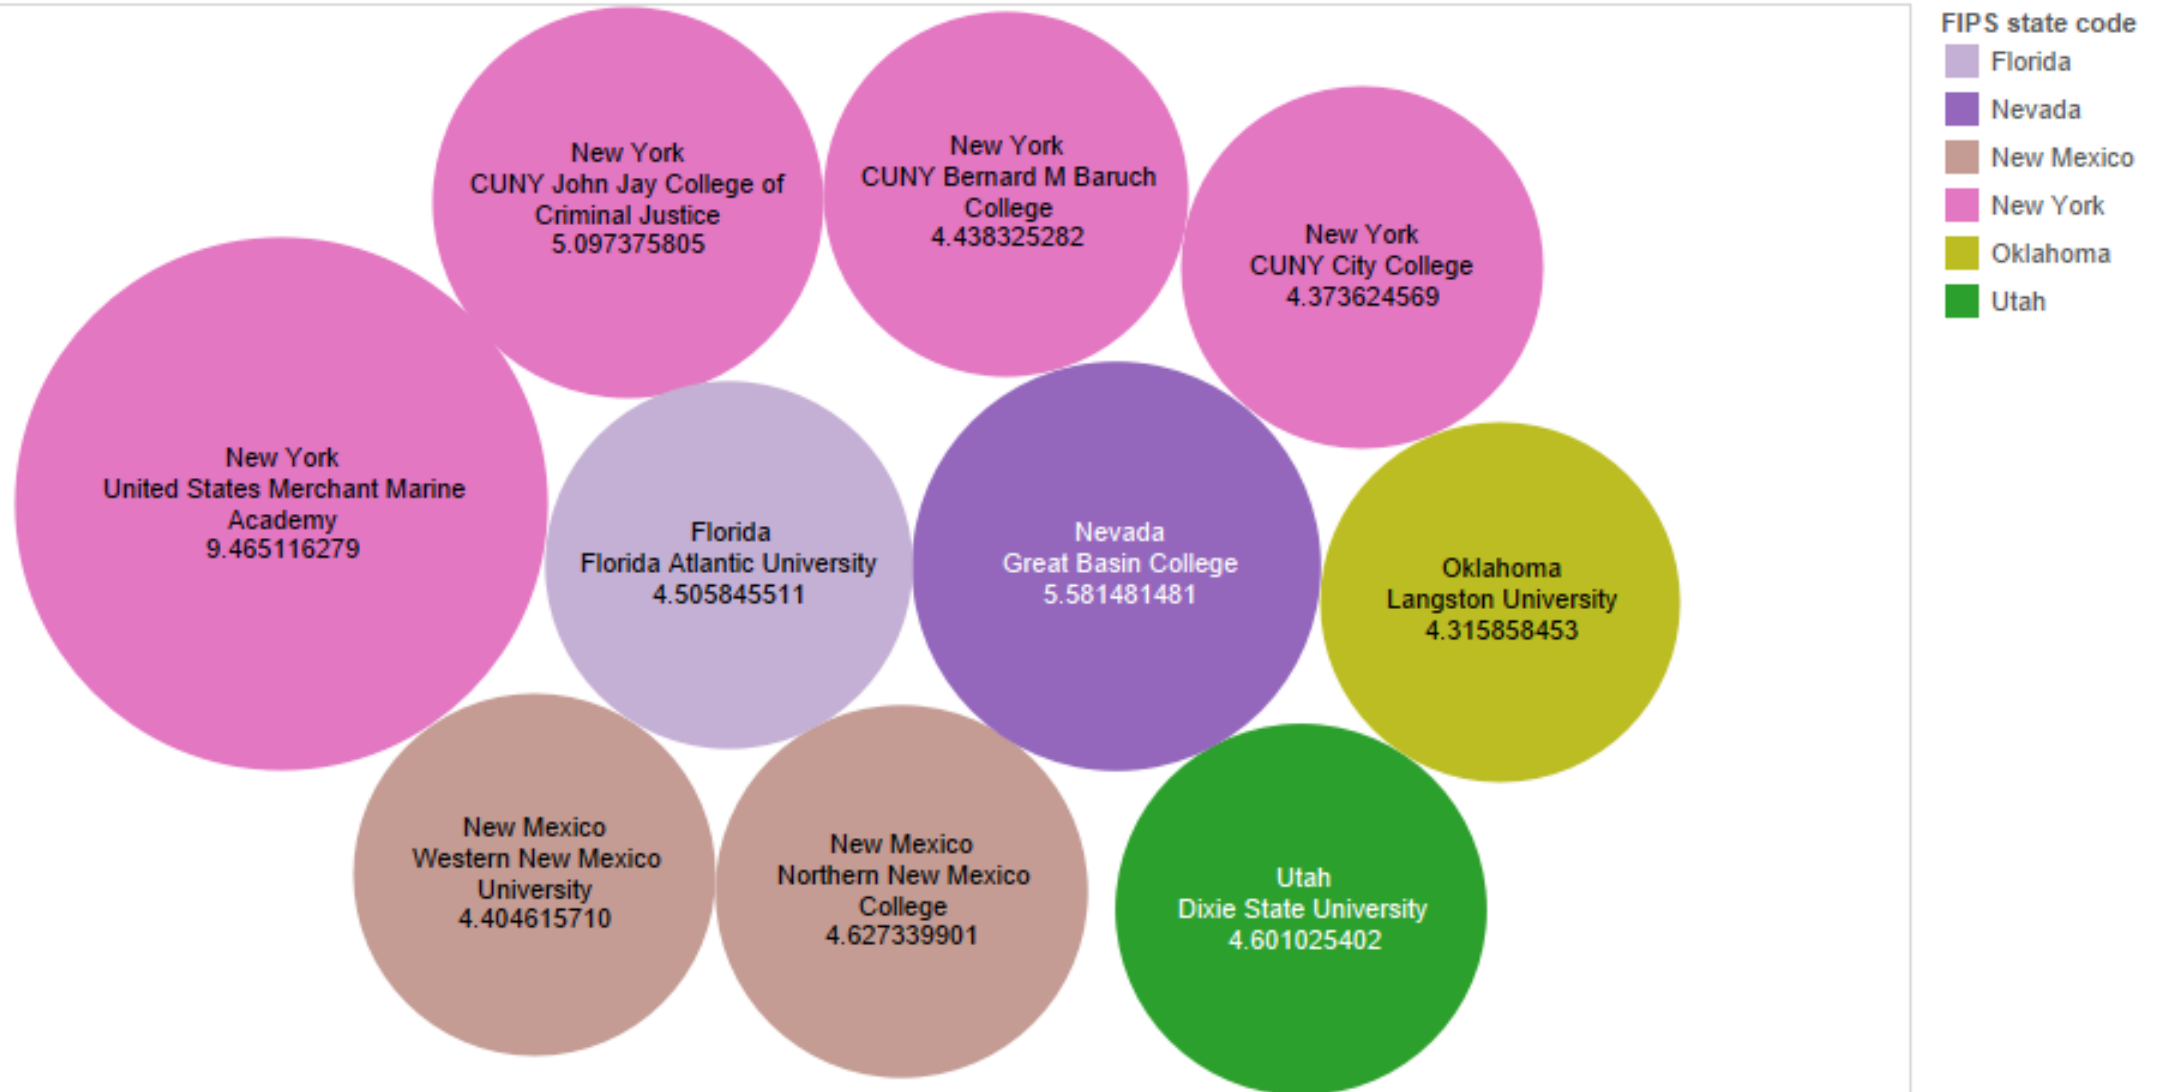 New York
CUNY John Jay College of
Criminal Justice
5.097375805
New York
CUNY Bernard M Baruch
College
4.438325282
New York
CUNY City College
4.373624569
New York
United States Merchant Marine
Academy
9.465116279
Florida
Florida Atlantic University
4.505845511
Nevada
Great Basin College
5.581481481
Oklahoma
Langston University
4.315858453
New Mexico
Western New Mexico
University
4.404615710
New Mexico
Northern New Mexico
College
4.627339901
Utah
Dixie State University
4.601025402
FIPS state code
Florida
Nevada
New Mexico
New York
Oklahoma
Utah